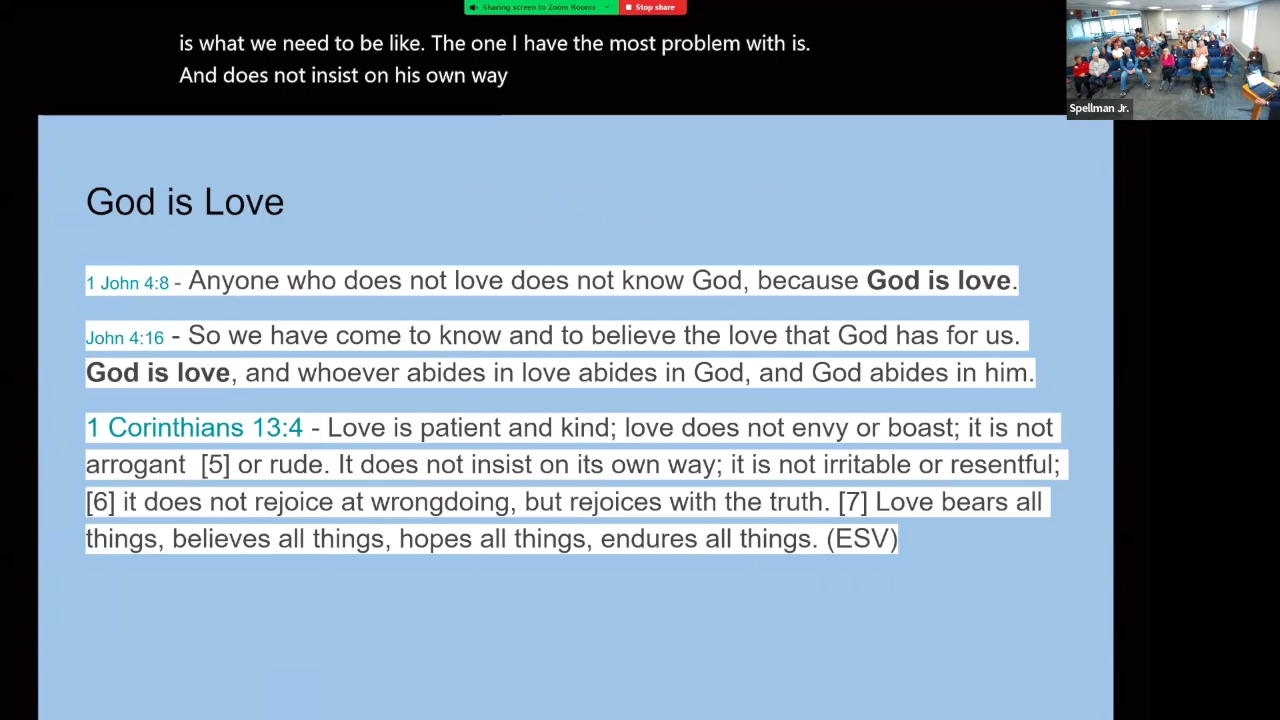 Sharing screen to Zoom Rooms
Stop share
is what we need to be like. The one I have the most problem with is.
And does not insist on his own way
Spellman Jr.
God is Love
1 John 4:8 - Anyone who does not love does not know God, because God is love.
John 4:16 - So we have come to know and to believe the love that God has for us.
God is love, and whoever abides in love abides in God, and God abides in him.
1 Corinthians 13:4 - Love is patient and kind; love does not envy or boast; it is not
arrogant  [5] or rude. It does not insist on its own way; it is not irritable or resentful;
[6] it does not rejoice at wrongdoing, but rejoices with the truth. [7] Love bears all
things, believes all things, hopes all things, endures all things. (ESV)